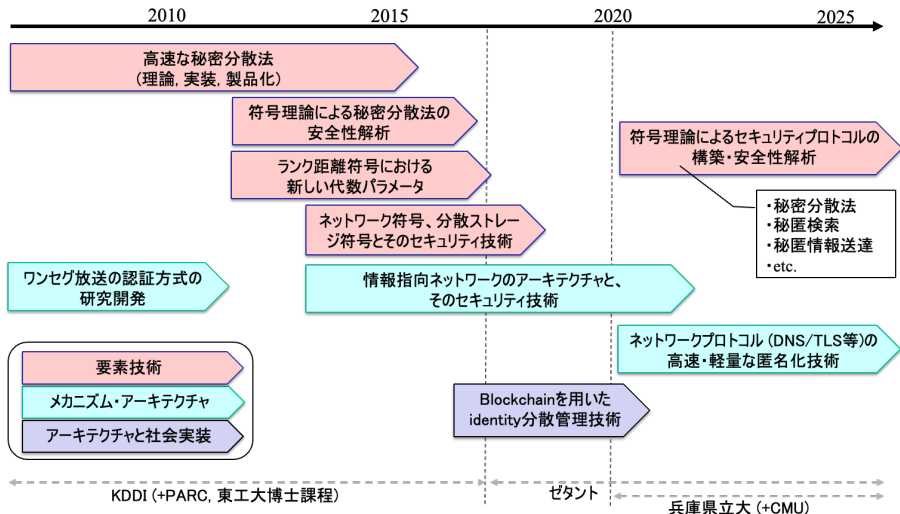 2010
2015
2020
2025
高速な秘密分散法
(理論, 実装, 製品化)
符号理論による秘密分散法の
安全性解析
符号理論によるセキュリティプロトコルの
構築・安全性解析
ランク距離符号における
新しい代数パラメータ
・秘密分散法
・秘匿検索
・秘匿情報送達
・etc.
ネットワーク符号、分散ストレー
ジ符号とそのセキュリティ技術
ワンセグ放送の認証方式の
研究開発
情報指向ネットワークのアーキテクチャと、
そのセキュリティ技術
ネットワークプロトコル (DNS/TLS等)の
高速・軽量な匿名化技術
要素技術
メカニズム・アーキテクチャ
アーキテクチャと社会実装
Blockchainを用いた
identity分散管理技術
KDDI (+PARC, 東工大博士課程)
ゼタント
兵庫県立大 (+CMU)